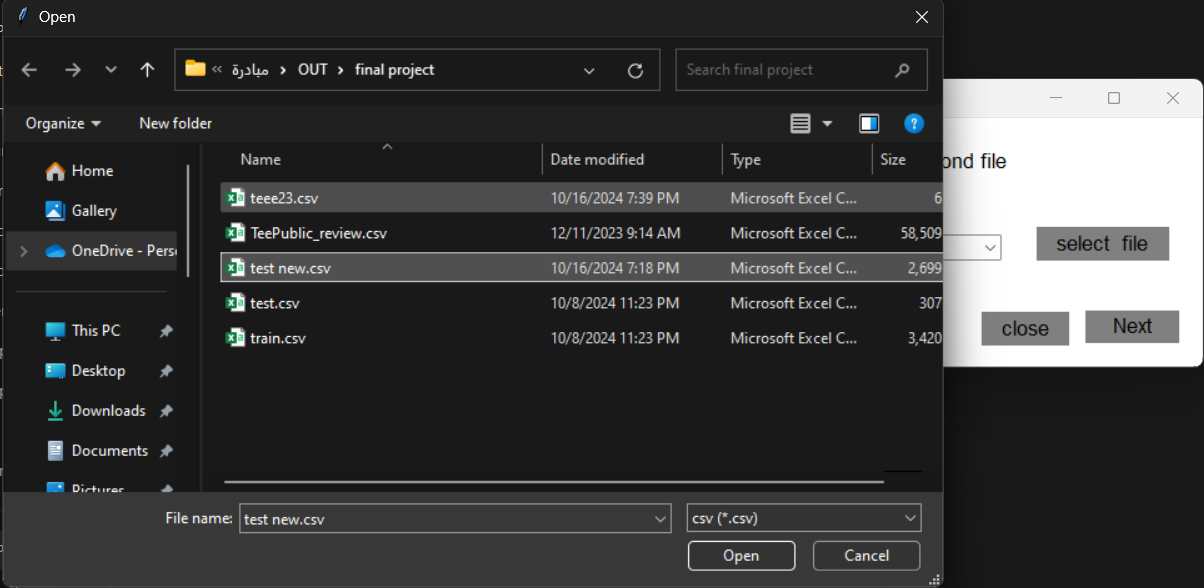 Open
« مبادرة › OUT › final project
Search final project
Organize
New folder
Name
Date modified
Type
Size
Home
Gallery
OneDrive - Perso
This PC
Desktop
Downloads
Documents
Pictures
teee23.csv 10/16/2024 7:39 PM Microsoft Excel C... 6
TeePublic_review.csv 12/11/2023 9:14 AM Microsoft Excel C... 58,509
test new.csv 10/16/2024 7:18 PM Microsoft Excel C... 2,699
test.csv 10/8/2024 11:23 PM Microsoft Excel C... 307
train.csv 10/8/2024 11:23 PM Microsoft Excel C... 3,420
File name: test new.csv
csv (*.csv)
Open
Cancel
ond file
select file
close
Next